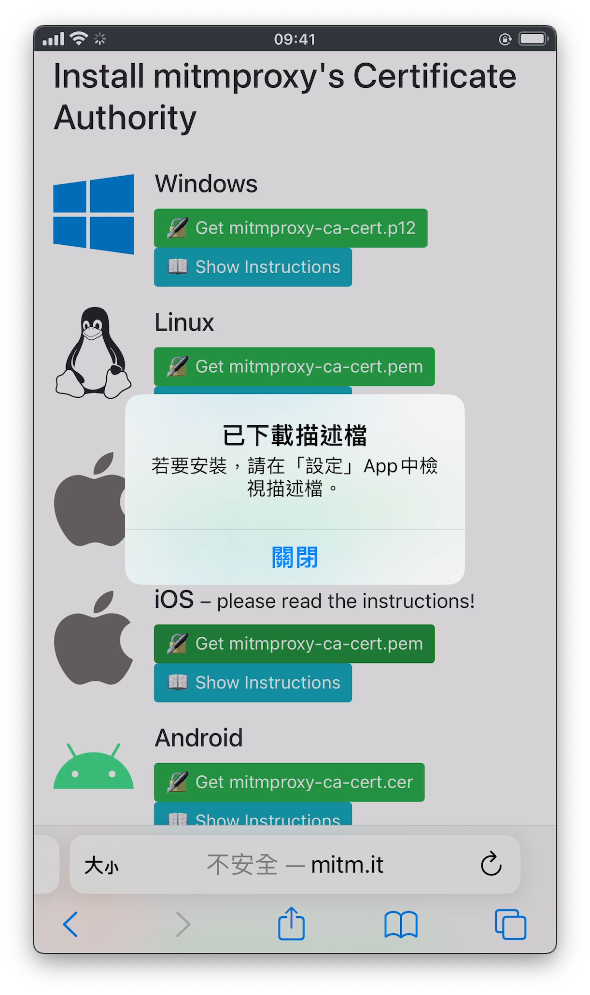 09:41
Install mitmproxy's Certificate
Authority
Windows
Get mitmproxy-ca-cert.p12
Show Instructions
Linux
Get mitmproxy-ca-cert.pem
已下載描述檔
若要安裝，請在「設定」App中檢
視描述檔。
關閉
iOS – please read the instructions!
Get mitmproxy-ca-cert.pem
Show Instructions
Android
Get mitmproxy-ca-cert.cer
Show Instructions
大小
不安全 — mitm.it